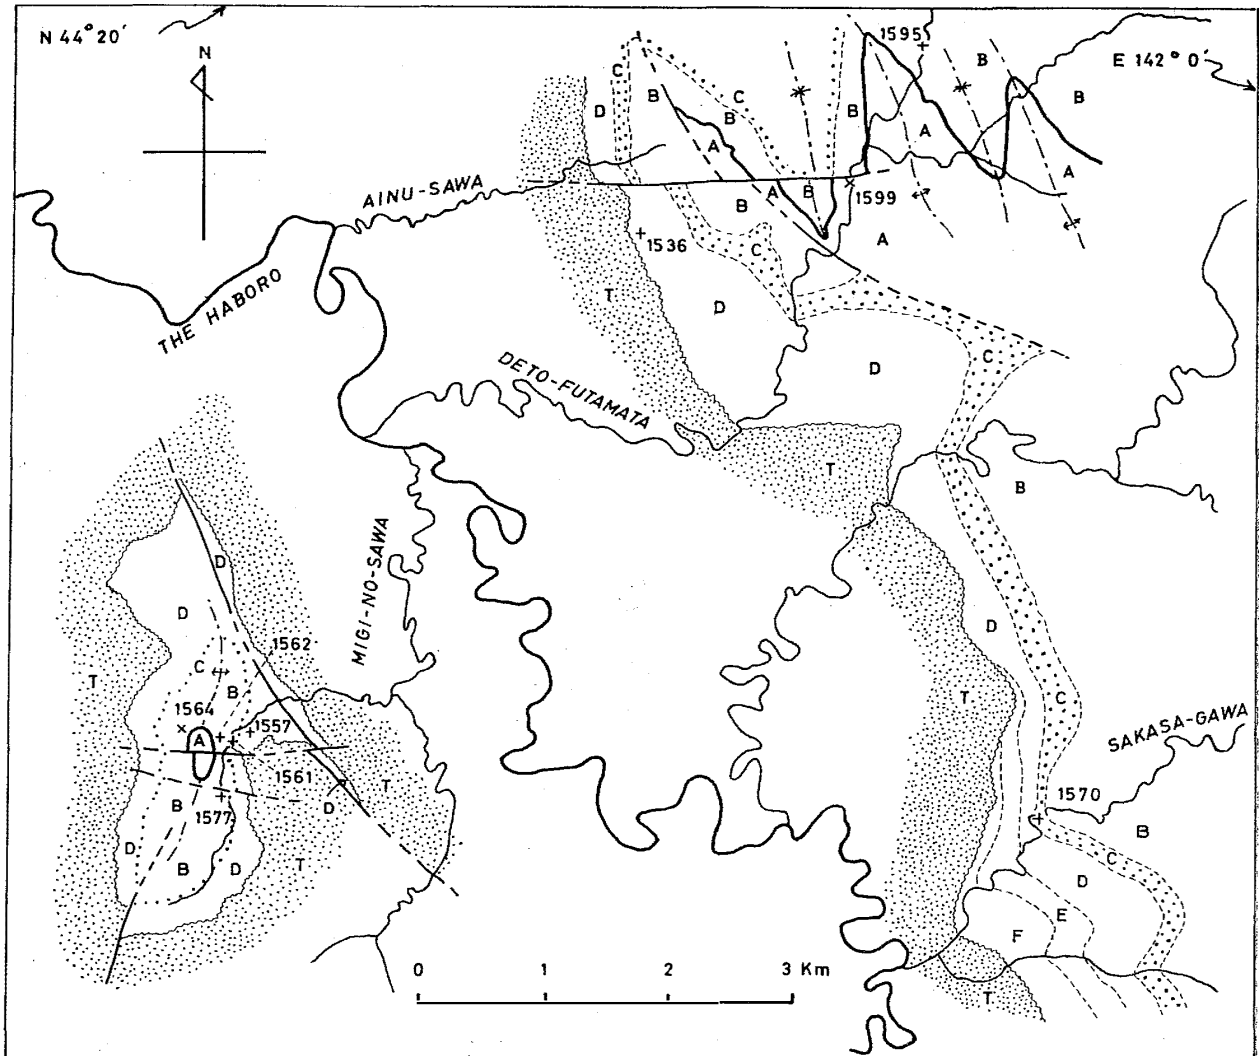 N 44° 20'
N
E 142° 0'
1595
B
B
C
D
B
C
B
B
A
A
A
AINU-SAWA
A
B
B
1599
1536
C
A
T
D
THE HABORO
C
D
DETO-FUTAMATA
T
B
MIGI-NO-SAWA
D
D
D
1562
C
B
T
T
C
1564
A
1557
SAKASA-GAWA
1561
T
D
1570
B
1577
B
C
D
D
B
D
T
E
F
T
0 1 2 3 Km